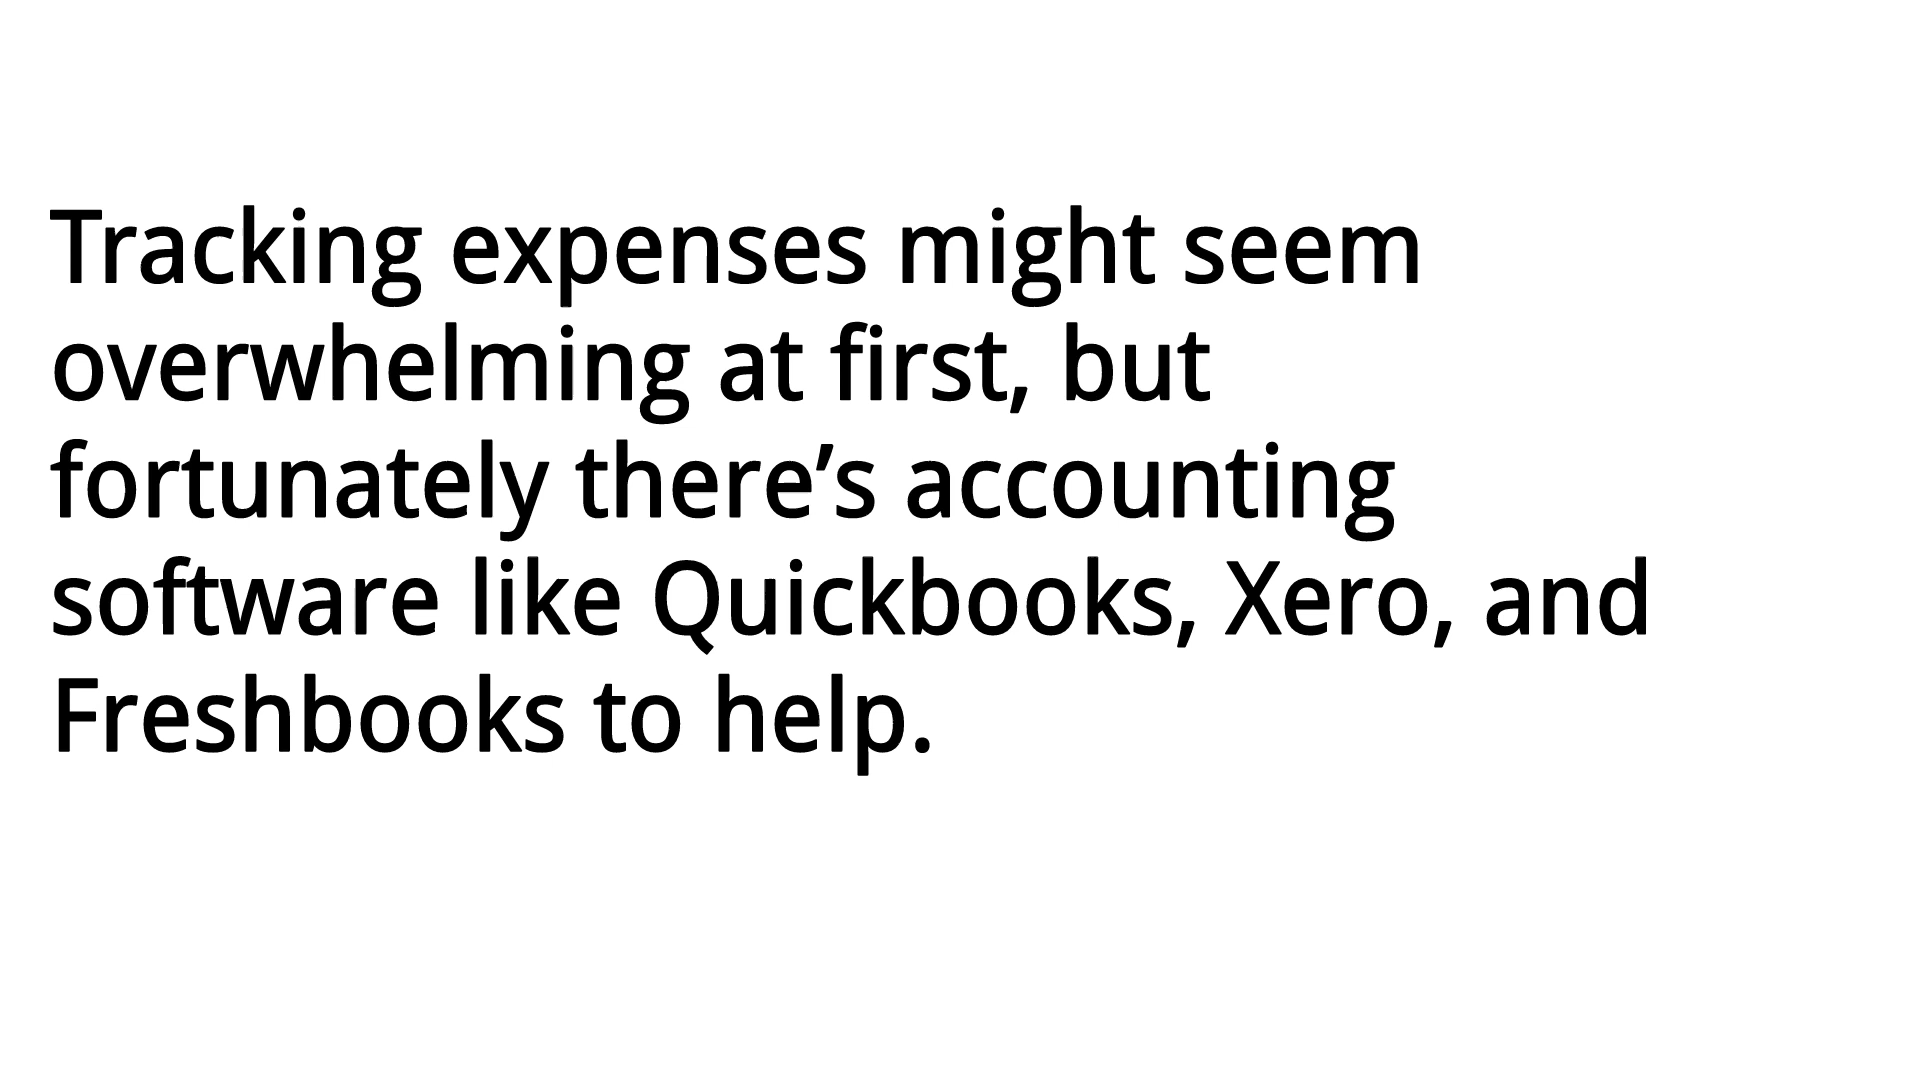 Tracking expenses might seem
overwhelming at first, but
fortunately there’s accounting
software like Quickbooks, Xero, and
Freshbooks to help.